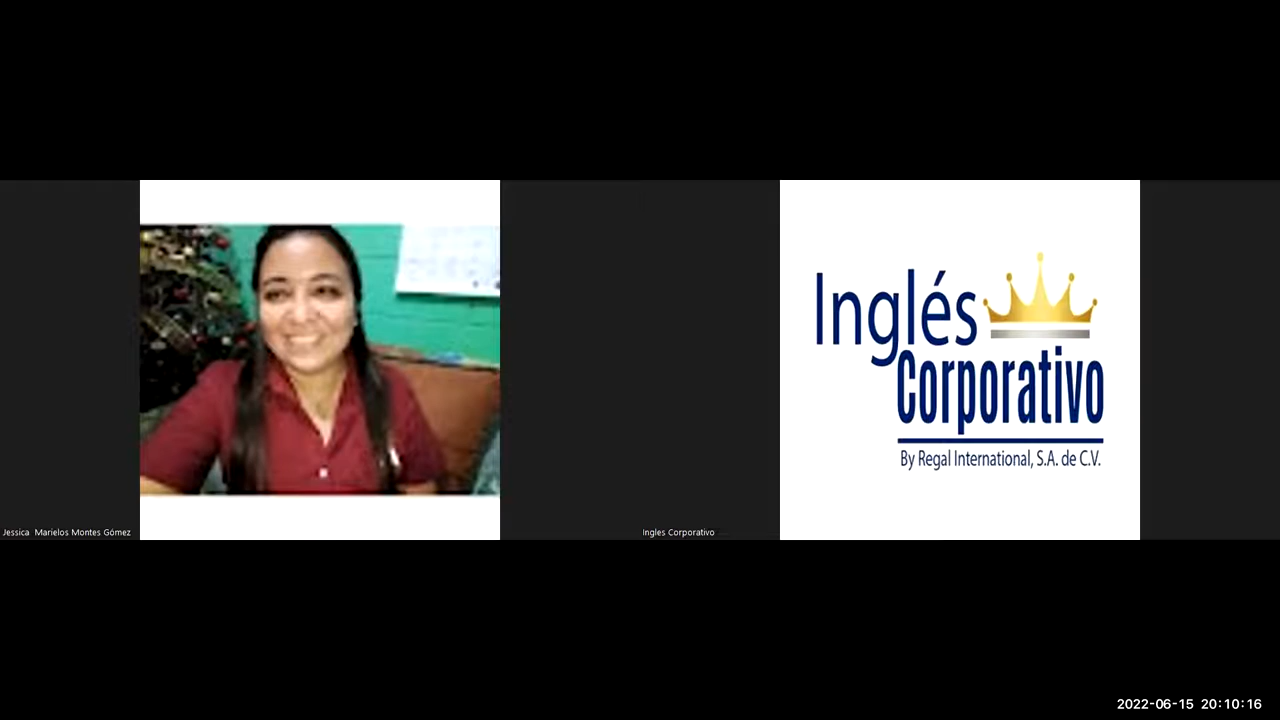 Inglés
Corporativo
By Regal International, S.A. de C.V.
Jessica Marielos Montes Gómez
Ingles Corporativo
2022-06-15 20:10:16